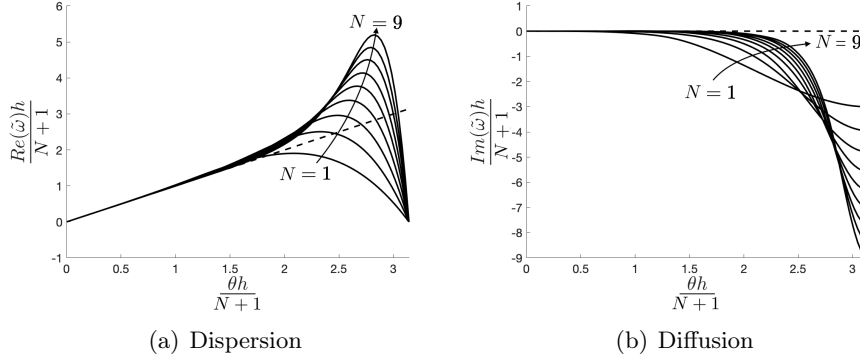 6
5
4
3
2
1
0
-1
Re(ω̃)h
N + 1
N = 9
N = 1
0
0.5
1
1.5
2
2.5
3
θh
N + 1
(a) Dispersion
1
0
-1
-2
-3
-4
-5
-6
-7
-8
-9
Im(ω̃)h
N + 1
N = 9
N = 1
0
0.5
1
1.5
2
2.5
3
θh
N + 1
(b) Diffusion